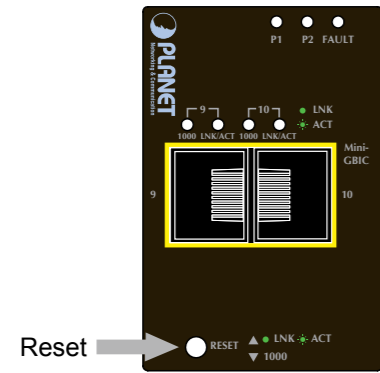 P1 P2 FAULT
PLANET
Networking & Communication
9 10 LNK
ACT
1000 LNK/ACT 1000 LNK/ACT
Mini-
GBIC
9 10
Reset
RESET
LNK ACT
1000